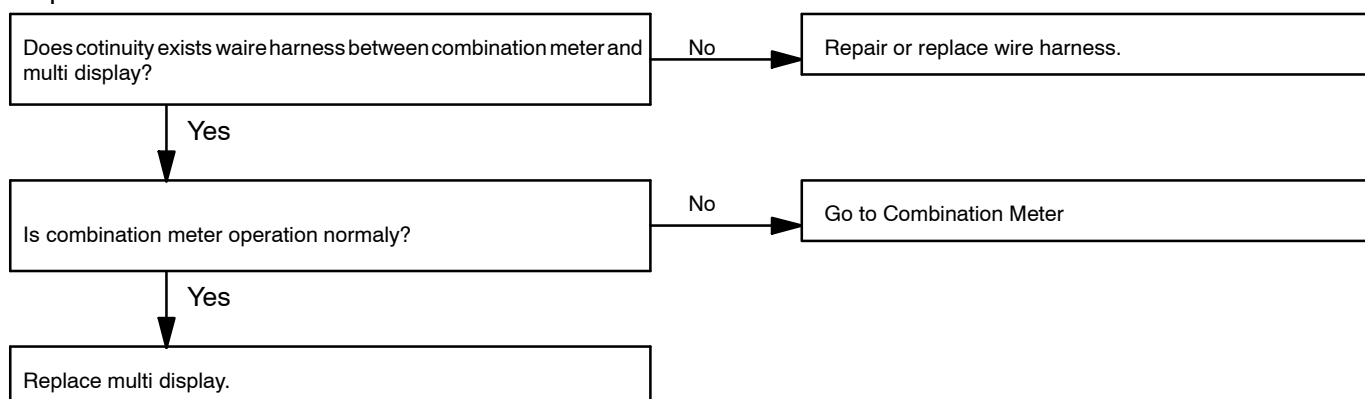 Does cotinuity exists waire harness between combination meter and
multi display?
No
Repair or replace wire harness.
Yes
Is combination meter operation normaly?
No
Go to Combination Meter
Yes
Replace multi display.